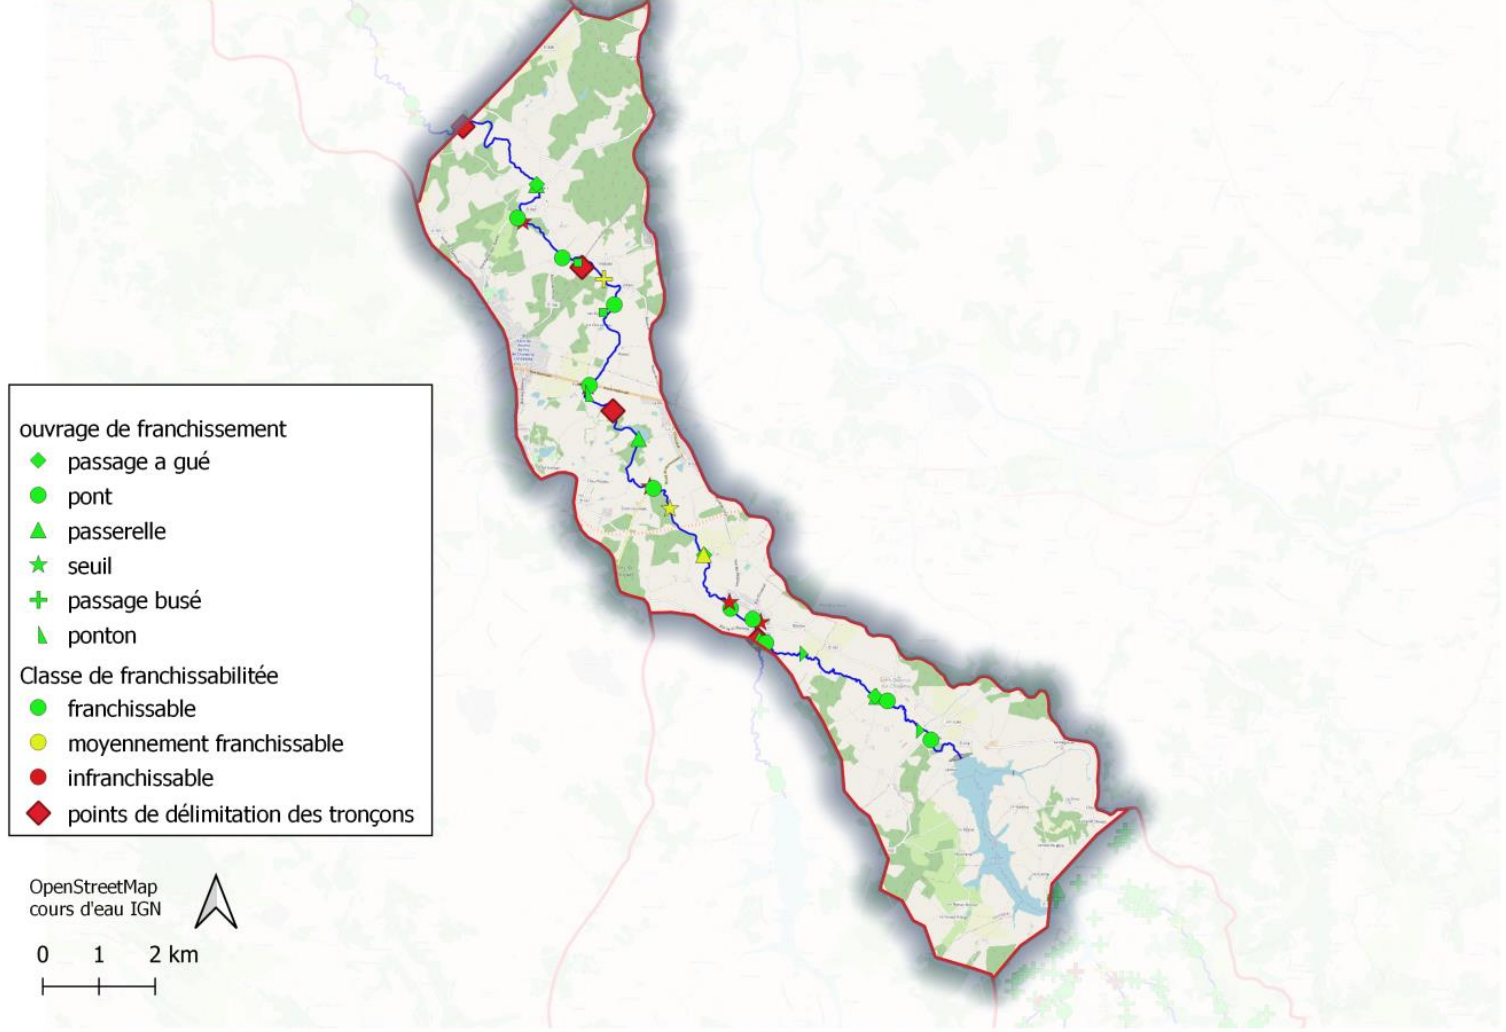 ouvrage de franchissement
passage a gué
pont
passerelle
seuil
passage busé
ponton
Classe de franchissabilitée
franchissable
moyennement franchissable
infranchissable
points de délimitation des tronçons
OpenStreetMap
cours d'eau IGN
0 1 2 km